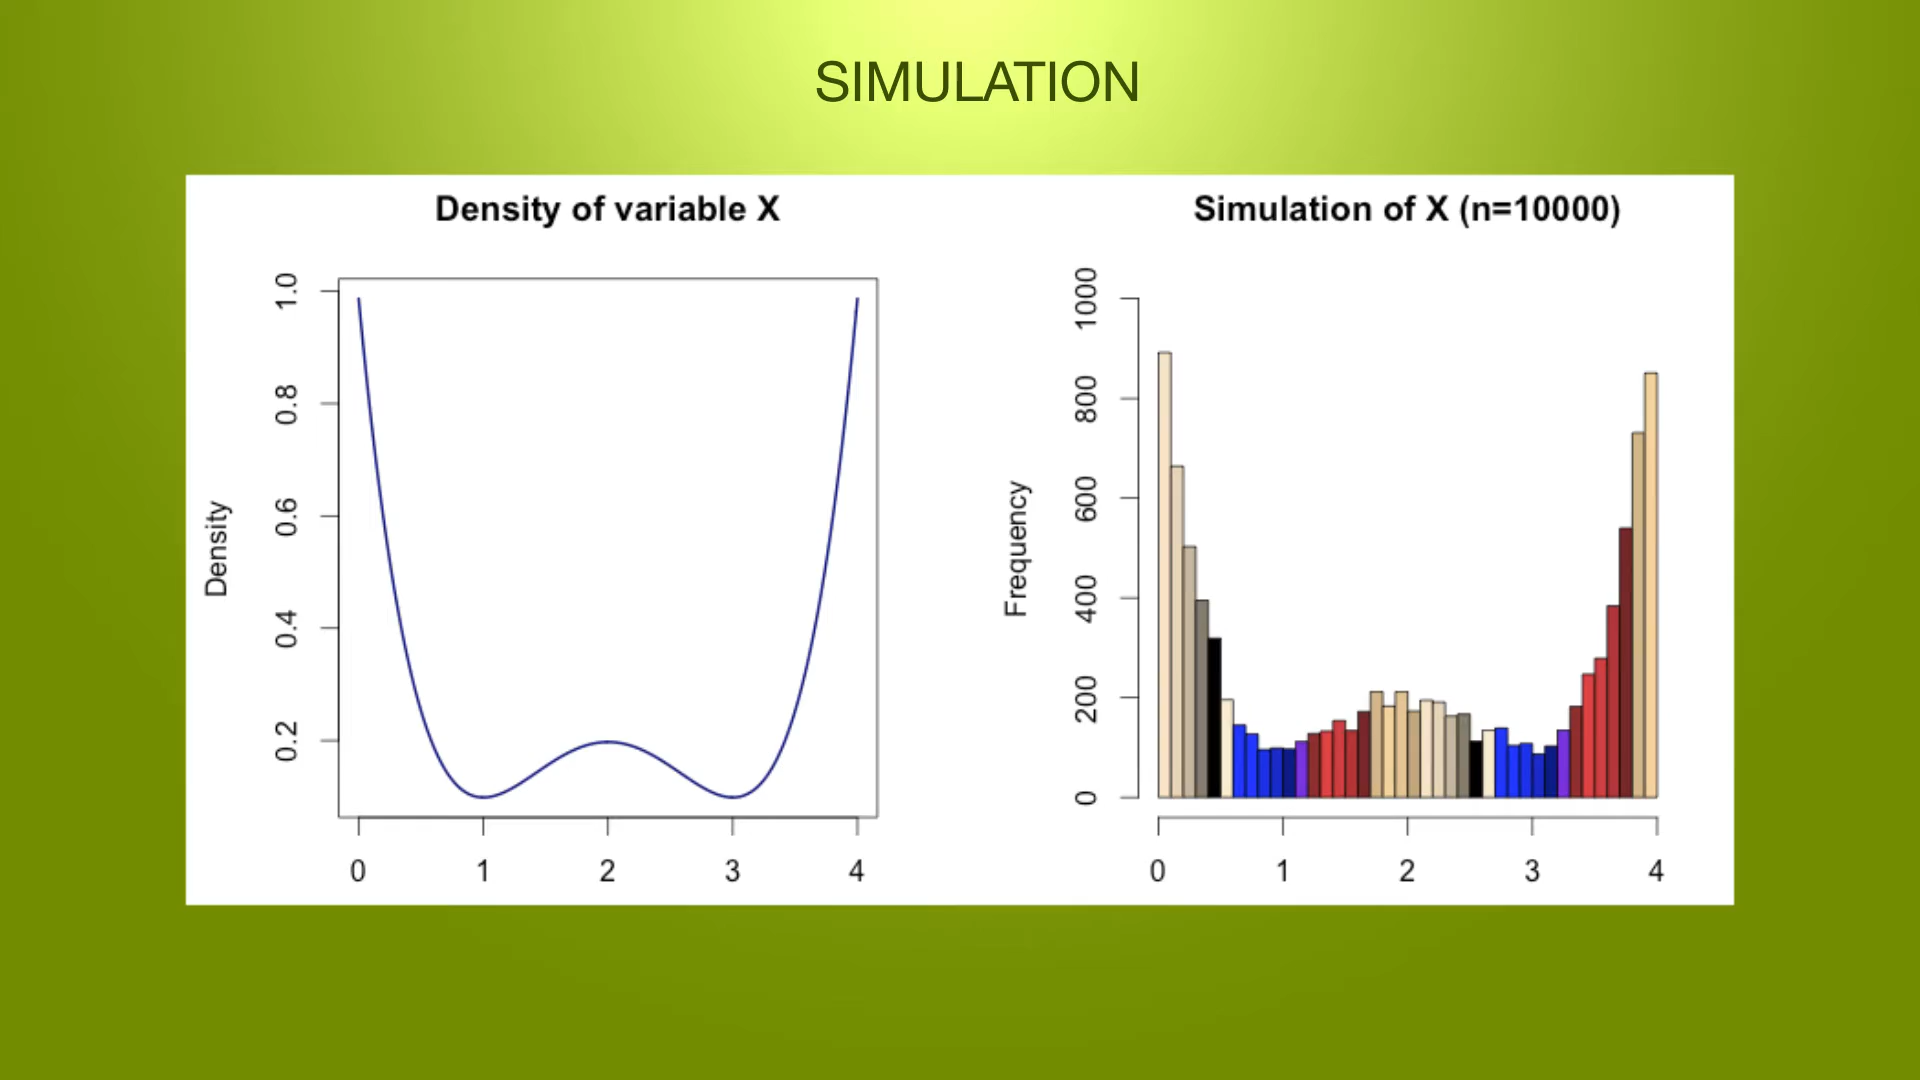 SIMULATION
Density of variable X
Density
1.0
0.8
0.6
0.4
0.2
0 1 2 3 4
Simulation of X (n=10000)
Frequency
1000
800
600
400
200
0
0 1 2 3 4